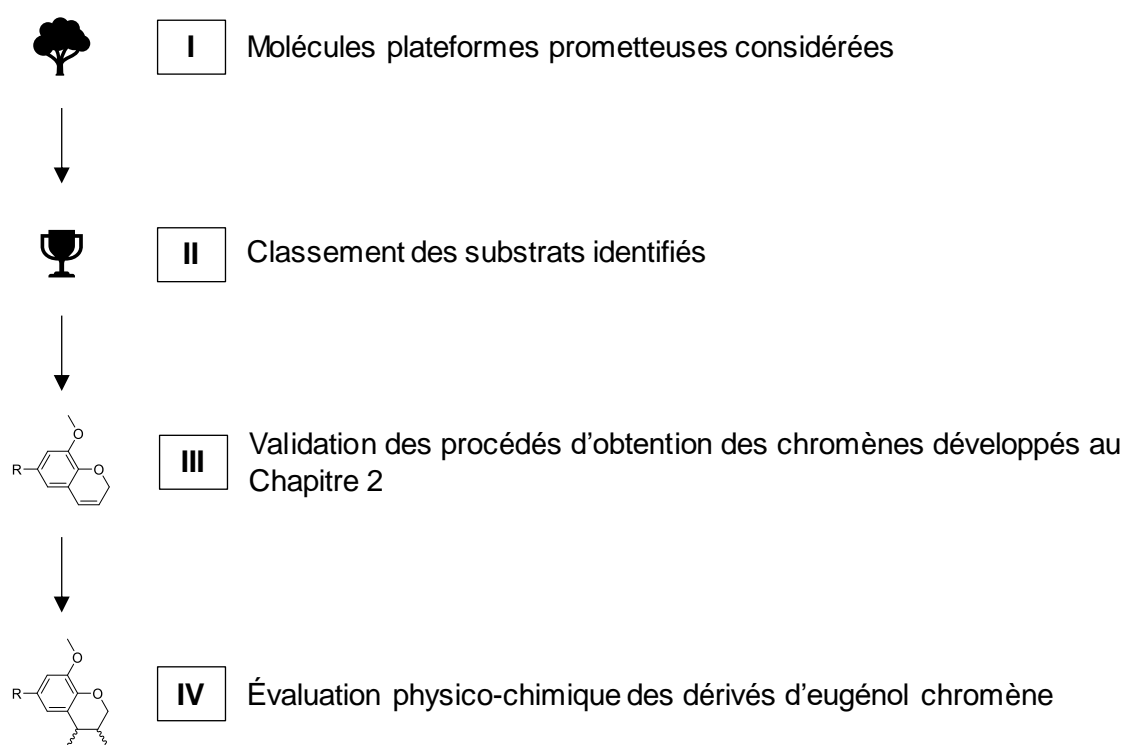 I Molécules plateformes prometteuses considérées
II Classement des substrats identifiés
O
R O
III Validation des procédés d'obtention des chromènes développés au
Chapitre 2
O
R O
IV Évaluation physico-chimique des dérivés d'eugénol chromène